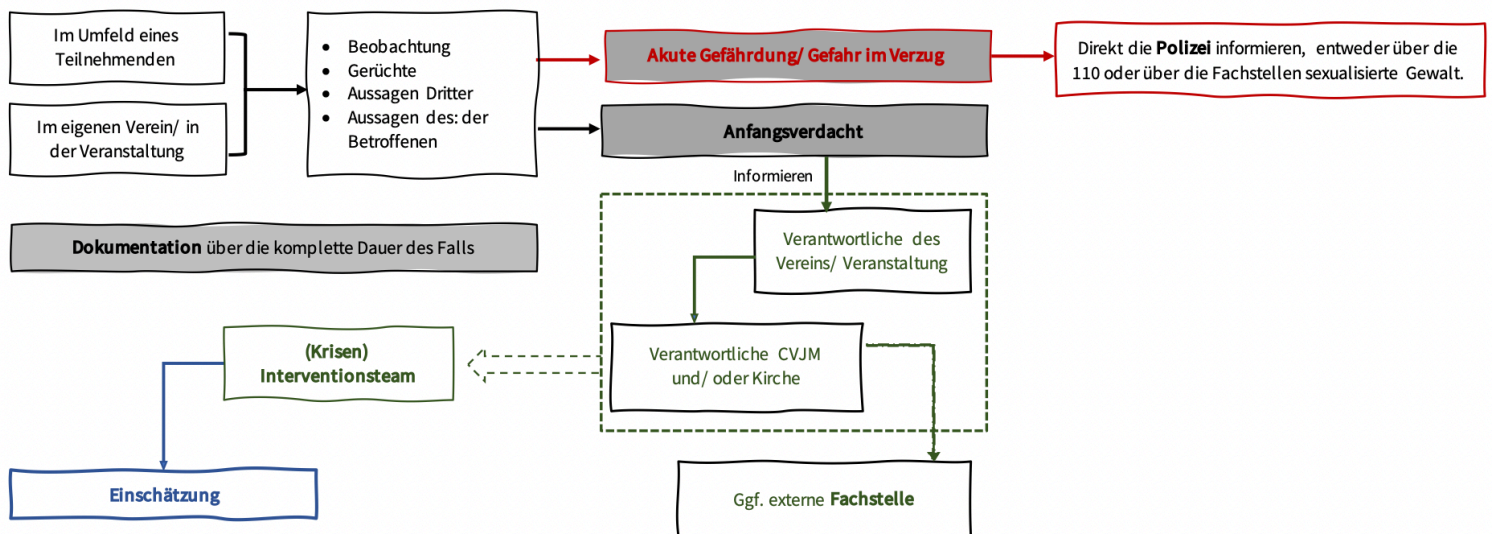 Im Umfeld eines
Teilnehmenden
Im eigenen Verein/ in
der Veranstaltung
• Beobachtung
• Gerüchte
• Aussagen Dritter
• Aussagen des: der
Betroffenen
Akute Gefährdung/ Gefahr im Verzug
Direkt die Polizei informieren, entweder über die
110 oder über die Fachstellen sexualisierte Gewalt.
Anfangsverdacht
Informieren
Verantwortliche des
Vereins/ Veranstaltung
Dokumentation über die komplette Dauer des Falls
Verantwortliche CVJM
und/ oder Kirche
(Krisen)
Interventionsteam
Einschätzung
Ggf. externe Fachstelle